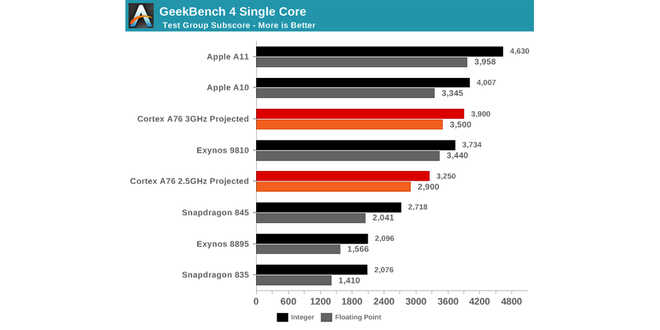 GeekBench 4 Single Core
Test Group Subscore - More is Better
Apple A11
4,630
3,958
Apple A10
4,007
3,345
Cortex A76 3GHz Projected
3,900
3,500
Exynos 9810
3,734
3,440
Cortex A76 2.5GHz Projected
3,250
2,900
Snapdragon 845
2,718
2,041
Exynos 8895
2,096
1,566
Snapdragon 835
2,076
1,410
0 600 1200 1800 2400 3000 3600 4200 4800
Integer Floating Point